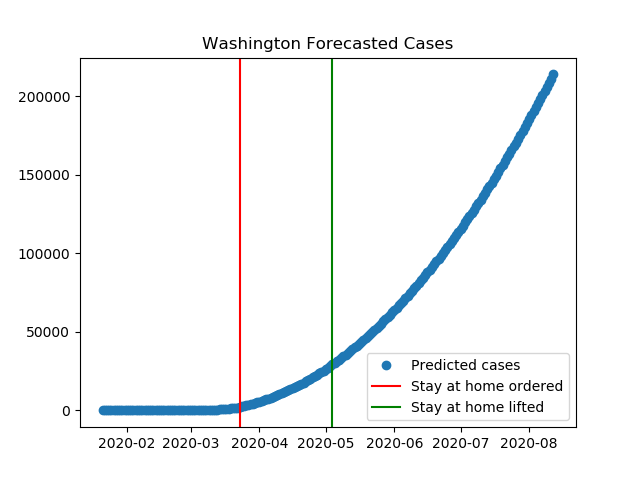 Washington Forecasted Cases
200000
150000
100000
50000
0
Predicted cases
Stay at home ordered
Stay at home lifted
2020-02 2020-03 2020-04 2020-05 2020-06 2020-07 2020-08